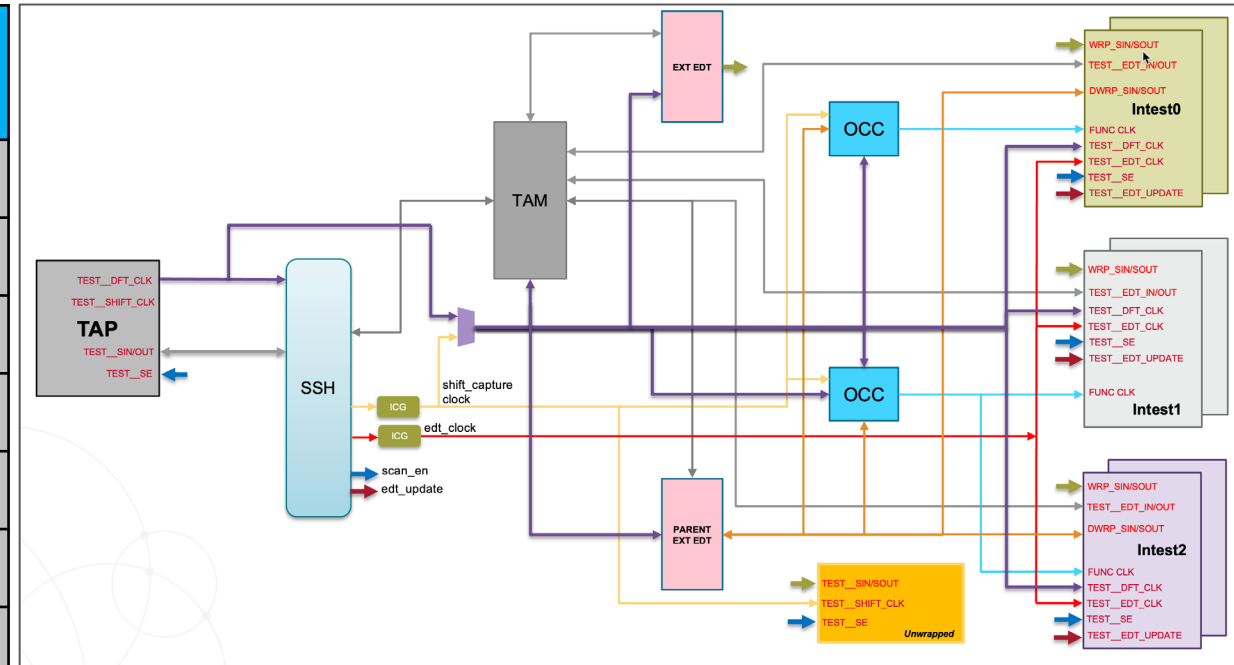 EXT EDT
TAM
OCC
OCC
TEST__DFT_CLK
TEST__SHIFT_CLK
TAP
TEST__SIN/OUT
TEST__SE
SSH
ICG
shift_capture
clock
ICG
edt_clock
scan_en
edt_update
PARENT
EXT EDT
TEST__SIN/SOUT
TEST__SHIFT_CLK
TEST__SE
Unwrapped
WRP_SIN/SOUT
TEST__EDT_IN/OUT
DWRP_SIN/SOUT
Intest0
FUNC CLK
TEST__DFT_CLK
TEST__EDT_CLK
TEST__SE
TEST__EDT_UPDATE
WRP_SIN/SOUT
TEST__EDT_IN/OUT
TEST__DFT_CLK
TEST__EDT_CLK
TEST__SE
TEST__EDT_UPDATE
FUNC CLK
Intest1
WRP_SIN/SOUT
TEST__EDT_IN/OUT
DWRP_SIN/SOUT
Intest2
FUNC CLK
TEST__DFT_CLK
TEST__EDT_CLK
TEST__SE
TEST__EDT_UPDATE